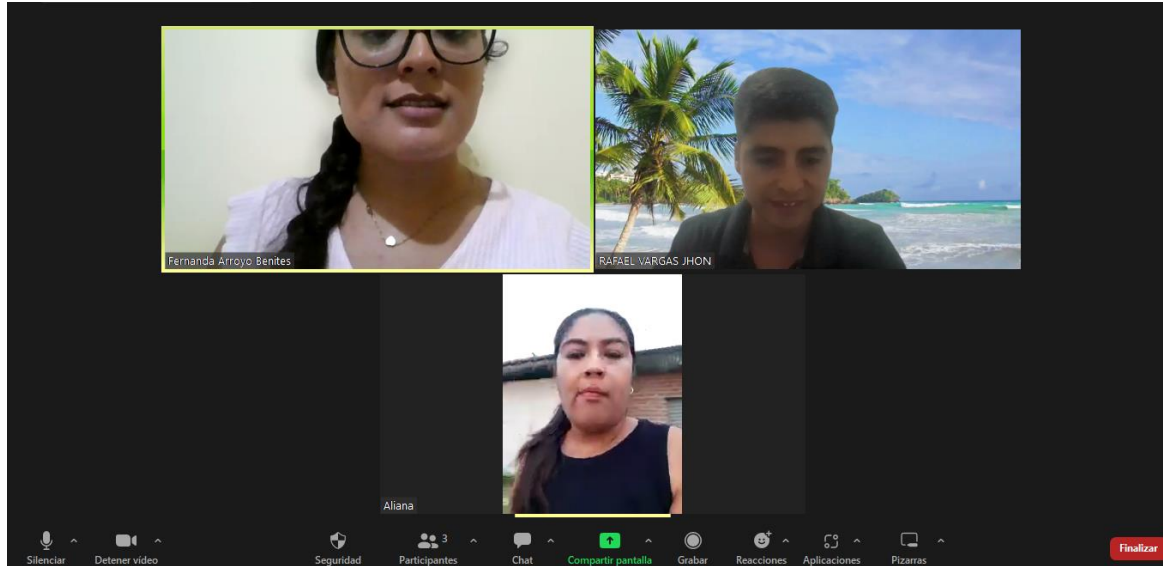 Fernanda Arroyo Benites
RAFAEL VARGAS JHON
Aliana
Silenciar
Detener vídeo
Seguridad
3
Participantes
Chat
Compartir pantalla
Grabar
Reacciones
Aplicaciones
Pizarras
Finalizar